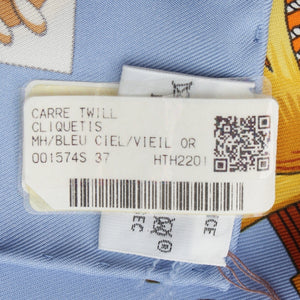 CARRE TWILL
CLIQUETIS
MH/BLEU CIEL/VIEIL OR
001574S 37 HTH2201